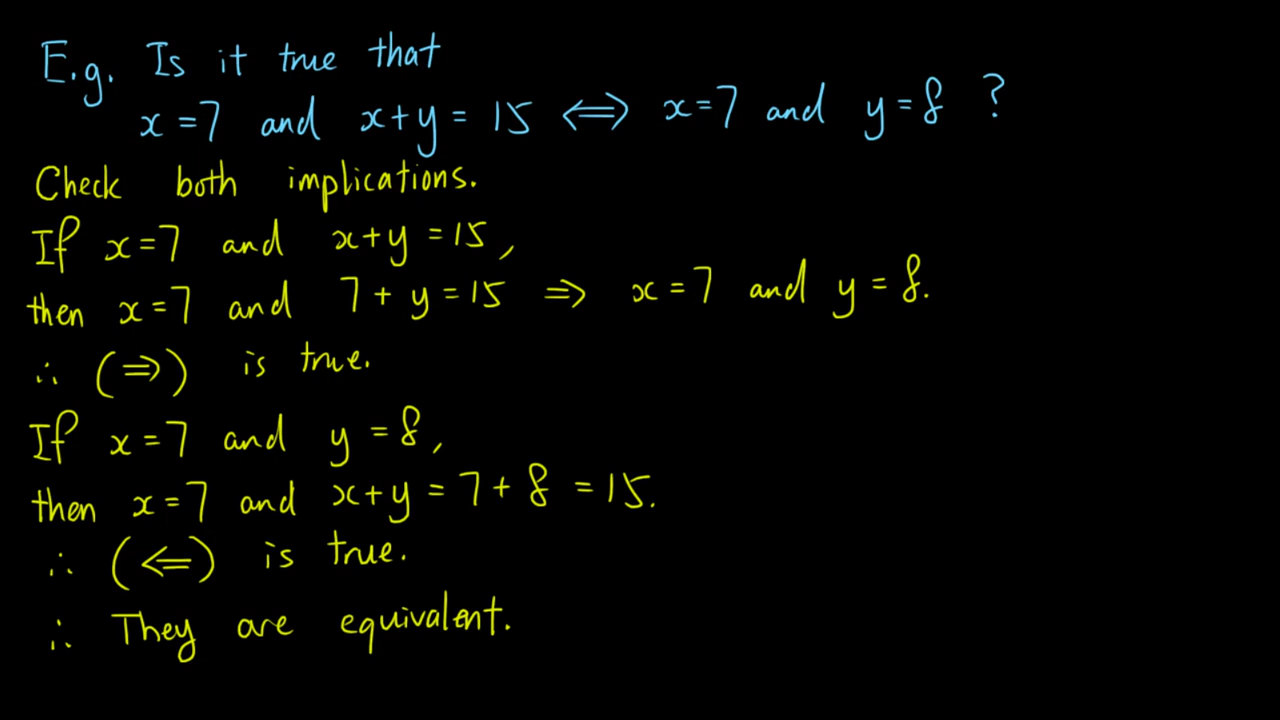 E.g. Is it true that
x = 7 and x + y = 15 ⟺ x = 7 and y = 8 ?
Check both implications.
If x = 7 and x + y = 15,
then x = 7 and 7 + y = 15 ⇒ x = 7 and y = 8.
∴ (⇒) is true.
If x = 7 and y = 8,
then x = 7 and x + y = 7 + 8 = 15.
∴ (⇐) is true.
∴ They are equivalent.